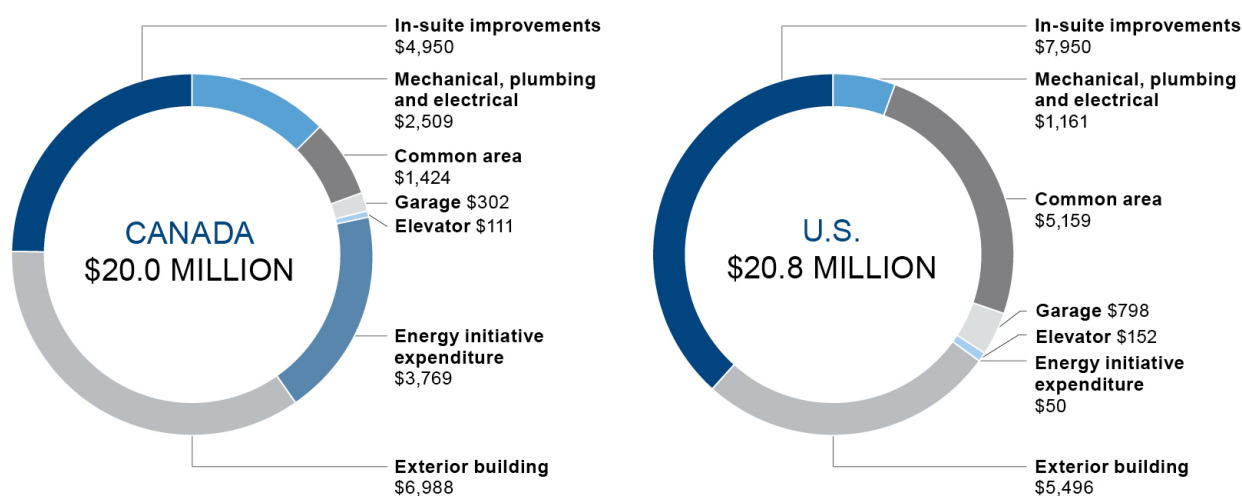 In-suite improvements
$4,950
Mechanical, plumbing
and electrical
$2,509
Common area
$1,424
Garage $302
Elevator $111
CANADA
$20.0 MILLION
Energy initiative
expenditure
$3,769
Exterior building
$6,988
In-suite improvements
$7,950
Mechanical, plumbing
and electrical
$1,161
Common area
$5,159
U.S.
$20.8 MILLION
Garage $798
Elevator $152
Energy initiative
expenditure
$50
Exterior building
$5,496